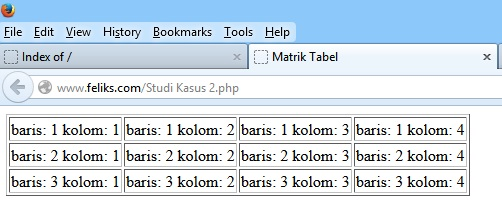 File Edit View History Bookmarks Tools Help
Index of / × Matrik Tabel
www.feliks.com/Studi Kasus 2.php
baris: 1 kolom: 1 baris: 1 kolom: 2 baris: 1 kolom: 3 baris: 1 kolom: 4
baris: 2 kolom: 1 baris: 2 kolom: 2 baris: 2 kolom: 3 baris: 2 kolom: 4
baris: 3 kolom: 1 baris: 3 kolom: 2 baris: 3 kolom: 3 baris: 3 kolom: 4